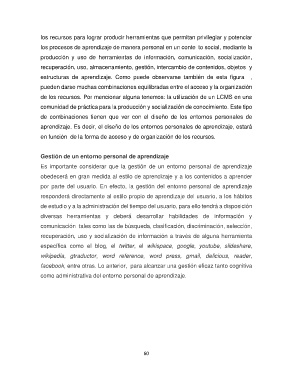 los recursos para lograr producir herramientas que permitan privilegiar y potenciar
los procesos de aprendizaje de manera personal en un conte to social, mediante la
producción y uso de herramientas de información, comunicación, socialización,
recuperación, uso, almacenamiento, gestión, intercambio de contenidos, objetos y
estructuras de aprendizaje. Como puede observarse también de esta figura ,
pueden darse muchas combinaciones equilibradas entre el acceso y la organización
de los recursos. Por mencionar alguna diremos: la utilización de un LCMS en una
comunidad de práctica para la producción y socialización de conocimiento. Este tipo
de combinaciones tienen que ver con el diseño de los entornos personales de
aprendizaje. Es decir, el diseño de los entornos personales de aprendizaje, estará
en función de la forma de acceso y de organización de los recursos.
Gestión de un entorno personal de aprendizaje
Es importante considerar que la gestión de un entorno personal de aprendizaje
obedecerá en gran medida al estilo de aprendizaje y a los contenidos a aprender
por parte del usuario. En efecto, la gestión del entorno personal de aprendizaje
responderá directamente al estilo propio de aprendizaje del usuario, a los hábitos
de estudio y a la administración del tiempo del usuario, para ello tendrá a disposición
diversas herramientas y deberá desarrollar habilidades de información y
comunicación tales como las de búsqueda, clasificación, discriminación, selección,
recuperación, uso y socialización de información a través de alguna herramienta
específica como el blog, el twitter, el wikispace, google, youtube, slideshare,
wikipedia, gtraductor, word reference, word press, gmail, delicious, reader,
facebook, entre otras. Lo anterior, para alcanzar una gestión eficaz tanto cognitiva
como administrativa del entorno personal de aprendizaje.
60